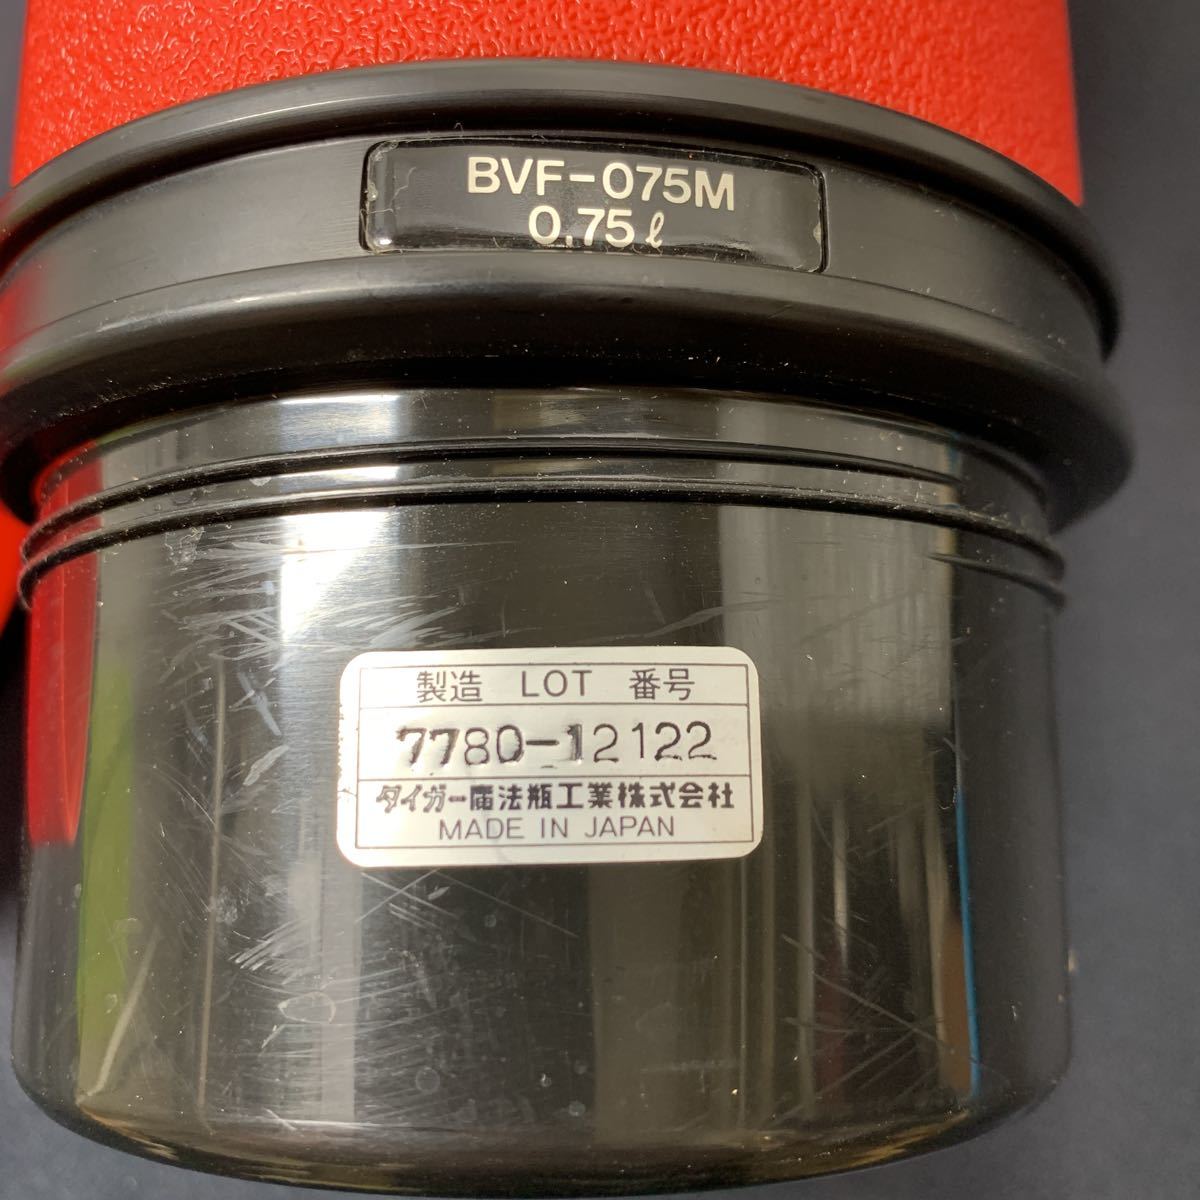 BVF-075M
0.75ℓ
製造 LOT 番号
7780-12122
タイガー魔法瓶工業株式会社
MADE IN JAPAN